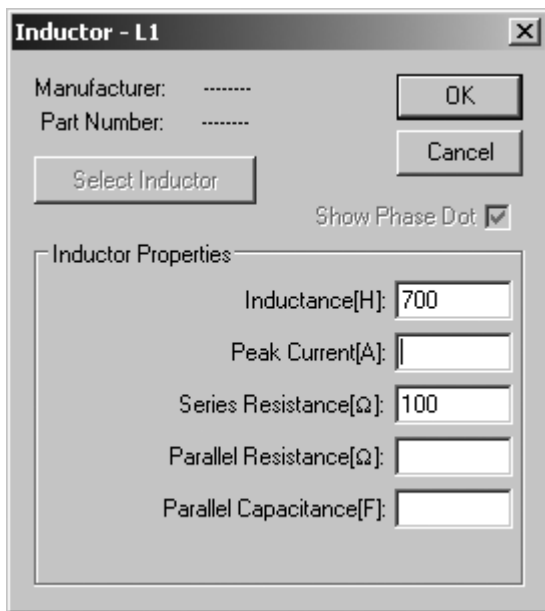 Inductor - L1
Manufacturer: --------
Part Number: --------
OK
Cancel
Select Inductor
Show Phase Dot
Inductor Properties
Inductance[H]: 700
Peak Current[A]:
Series Resistance[Ω]: 100
Parallel Resistance[Ω]:
Parallel Capacitance[F]: